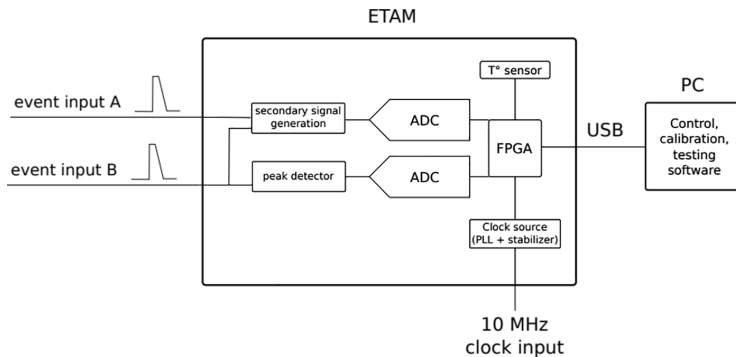 ETAM
T° sensor
PC
event input A
secondary signal
generation
ADC
FPGA
USB
Control,
calibration,
testing
software
event input B
peak detector
ADC
Clock source
(PLL + stabilizer)
10 MHz
clock input